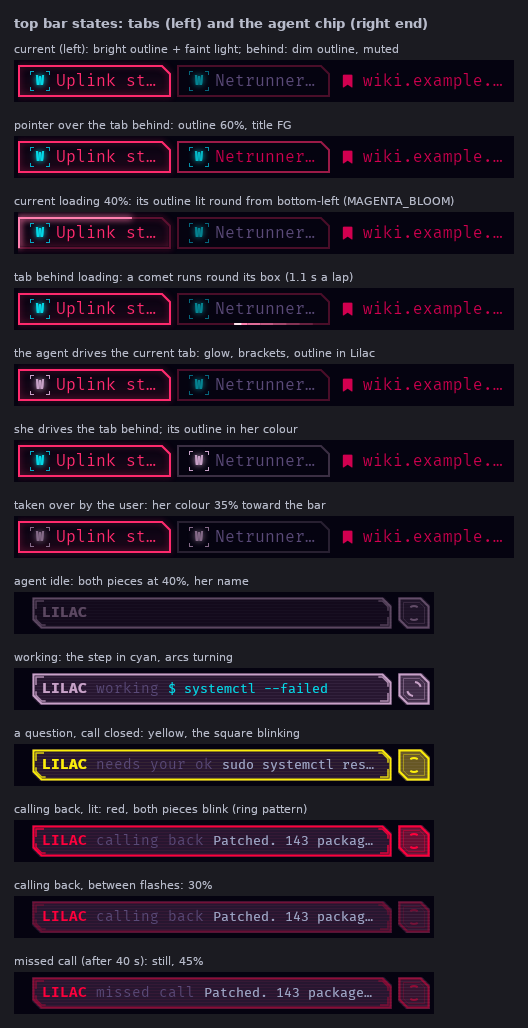 top bar states: tabs (left) and the agent chip (right end)
current (left): bright outline + faint light; behind: dim outline, muted
W Uplink st… W Netrunner… wiki.example.…
pointer over the tab behind: outline 60%, title FG
W Uplink st… W Netrunner… wiki.example.…
current loading 40%: its outline lit round from bottom-left (MAGENTA_BLOOM)
W Uplink st… W Netrunner… wiki.example.…
tab behind loading: a comet runs round its box (1.1 s a lap)
W Uplink st… W Netrunner… wiki.example.…
the agent drives the current tab: glow, brackets, outline in Lilac
W Uplink st… W Netrunner… wiki.example.…
she drives the tab behind; its outline in her colour
W Uplink st… W Netrunner… wiki.example.…
taken over by the user: her colour 35% toward the bar
W Uplink st… W Netrunner… wiki.example.…
agent idle: both pieces at 40%, her name
LILAC
working: the step in cyan, arcs turning
LILAC working $ systemctl --failed
a question, call closed: yellow, the square blinking
LILAC needs your ok sudo systemctl res…
calling back, lit: red, both pieces blink (ring pattern)
LILAC calling back Patched. 143 packag…
calling back, between flashes: 30%
LILAC calling back Patched. 143 packag…
missed call (after 40 s): still, 45%
LILAC missed call Patched. 143 package…